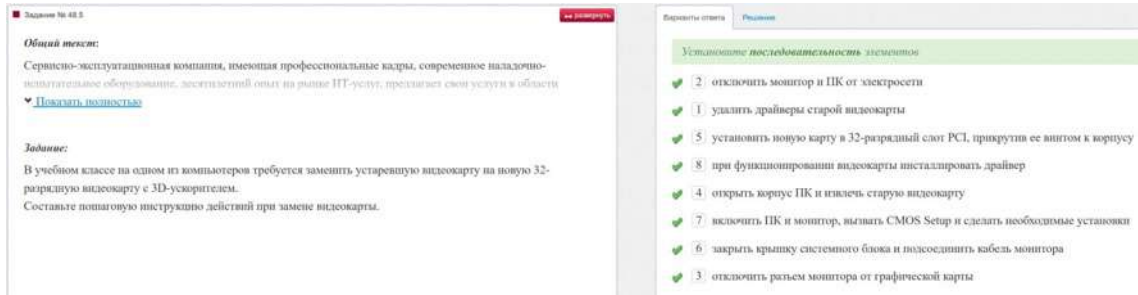 Задание № 48.5
развернуть
Общий текст:
Сервисно-эксплуатационная компания, имеющая профессиональные кадры, современное наладочно-
испытательное оборудование, десятилетний опыт на рынке ИТ-услуг, предлагает свои услуги в области
Показать полностью
Задание:
В учебном классе на одном из компьютеров требуется заменить устаревшую видеокарту на новую 32-
разрядную видеокарту с 3D-ускорителем.
Составьте пошаговую инструкцию действий при замене видеокарты.
Варианты ответа Решение
Установите последовательность элементов
2 отключить монитор и ПК от электросети
1 удалить драйверы старой видеокарты
5 установить новую карту в 32-разрядный слот PCI, прикрутив ее винтом к корпусу
8 при функционировании видеокарты инсталлировать драйвер
4 открыть корпус ПК и извлечь старую видеокарту
7 включить ПК и монитор, вызвать CMOS Setup и сделать необходимые установки
6 закрыть крышку системного блока и подсоединить кабель монитора
3 отключить разъем монитора от графической карты